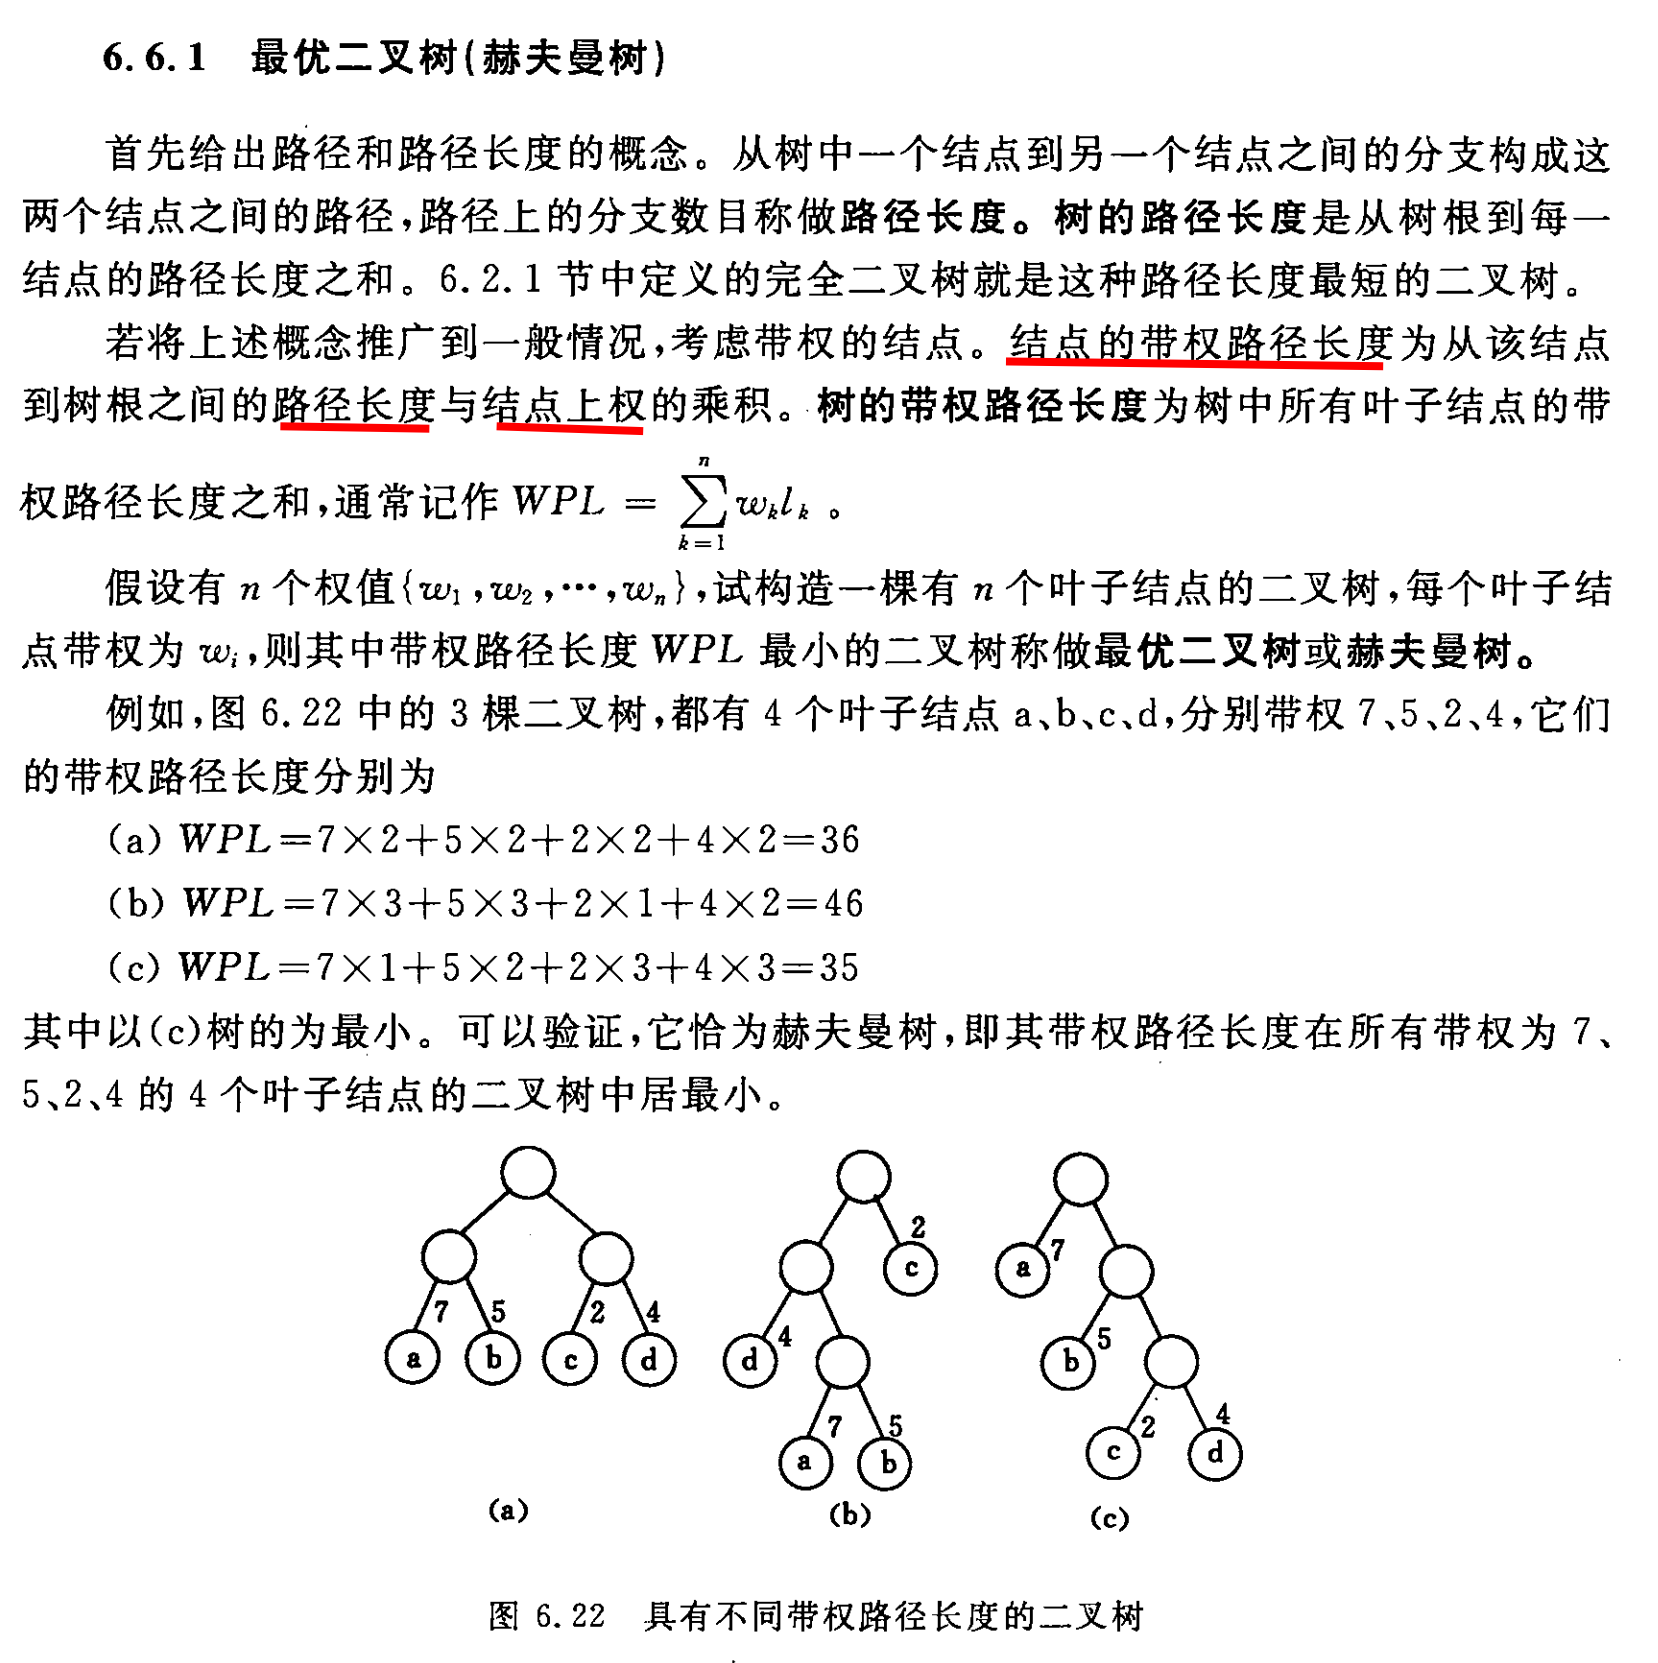 6.6.1 最优二叉树(赫夫曼树)
首先给出路径和路径长度的概念。从树中一个结点到另一个结点之间的分支构成这
两个结点之间的路径,路径上的分支数目称做路径长度。树的路径长度是从树根到每一
结点的路径长度之和。6.2.1 节中定义的完全二叉树就是这种路径长度最短的二叉树。
若将上述概念推广到一般情况,考虑带权的结点。结点的带权路径长度为从该结点
到树根之间的路径长度与结点上权的乘积。树的带权路径长度为树中所有叶子结点的带
权路径长度之和,通常记作 WPL = ∑_{k=1}^{n} w_k l_k 。
假设有 n 个权值{w₁,w₂,⋯,wₙ},试构造一棵有 n 个叶子结点的二叉树,每个叶子结
点带权为 wᵢ,则其中带权路径长度 WPL 最小的二叉树称做最优二叉树或赫夫曼树。
例如,图 6.22 中的 3 棵二叉树,都有 4 个叶子结点 a、b、c、d,分别带权 7、5、2、4,它们
的带权路径长度分别为
(a) WPL=7×2+5×2+2×2+4×2=36
(b) WPL=7×3+5×3+2×1+4×2=46
(c) WPL=7×1+5×2+2×3+4×3=35
其中以(c)树的为最小。可以验证,它恰为赫夫曼树,即其带权路径长度在所有带权为 7、
5、2、4 的 4 个叶子结点的二叉树中居最小。
7 5 2 4
a b c d
(a)
2
c
4
d
7 5
a b
(b)
7
a
5
b
2 4
c d
(c)
图 6.22 具有不同带权路径长度的二叉树